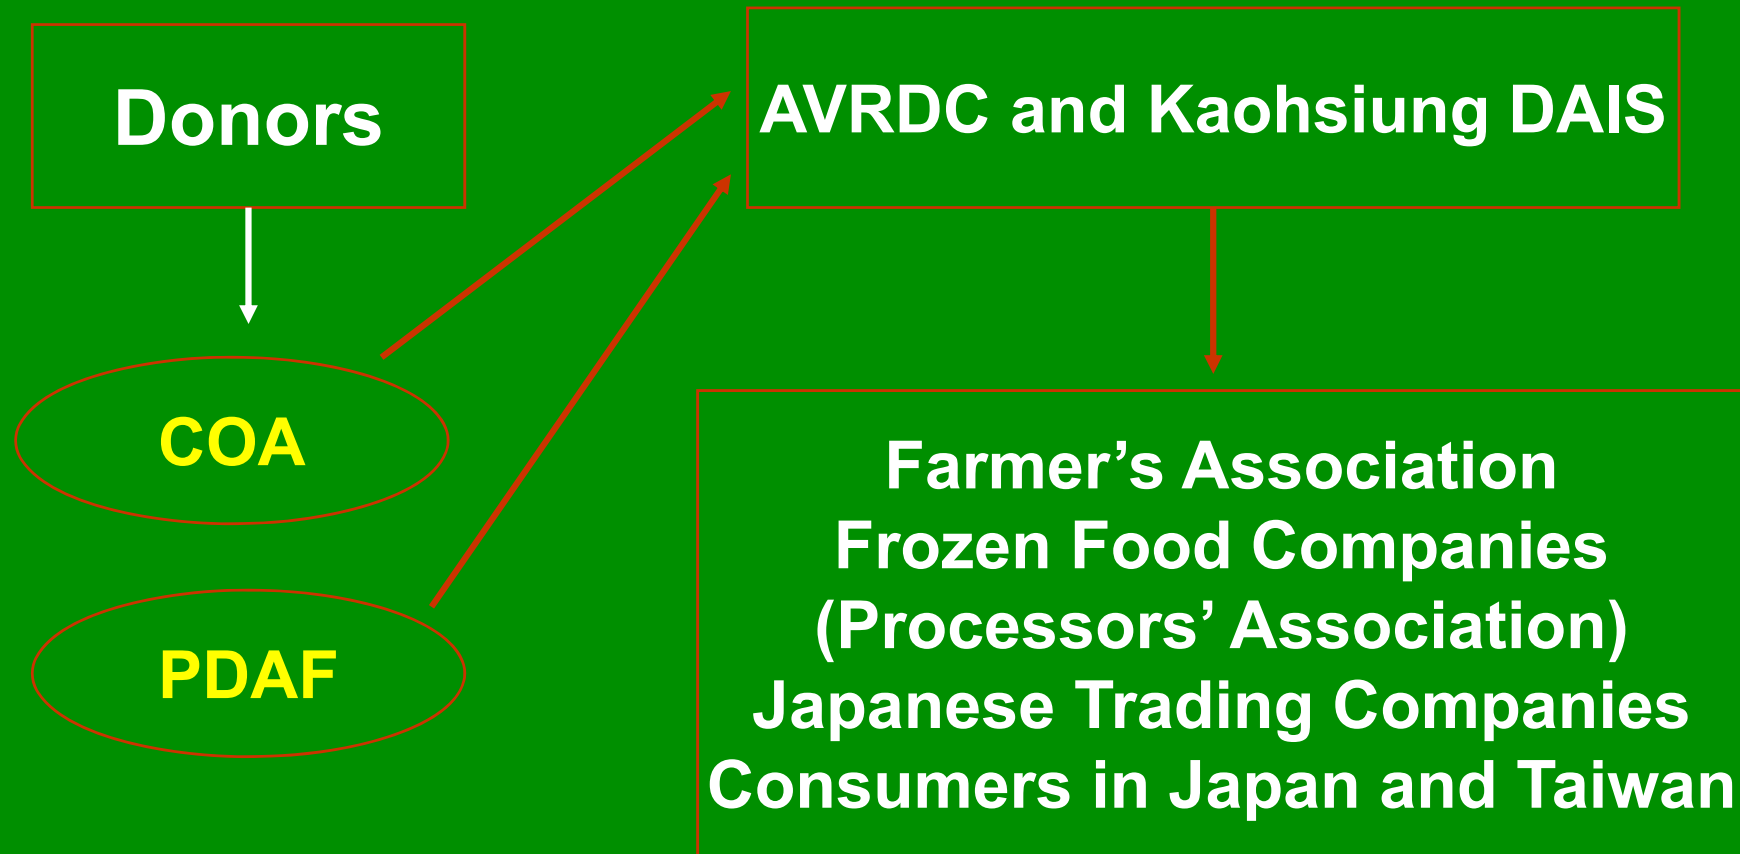 Donors
AVRDC and Kaohsiung DAIS
COA
PDAF
Farmer’s Association
Frozen Food Companies
(Processors’ Association)
Japanese Trading Companies
Consumers in Japan and Taiwan